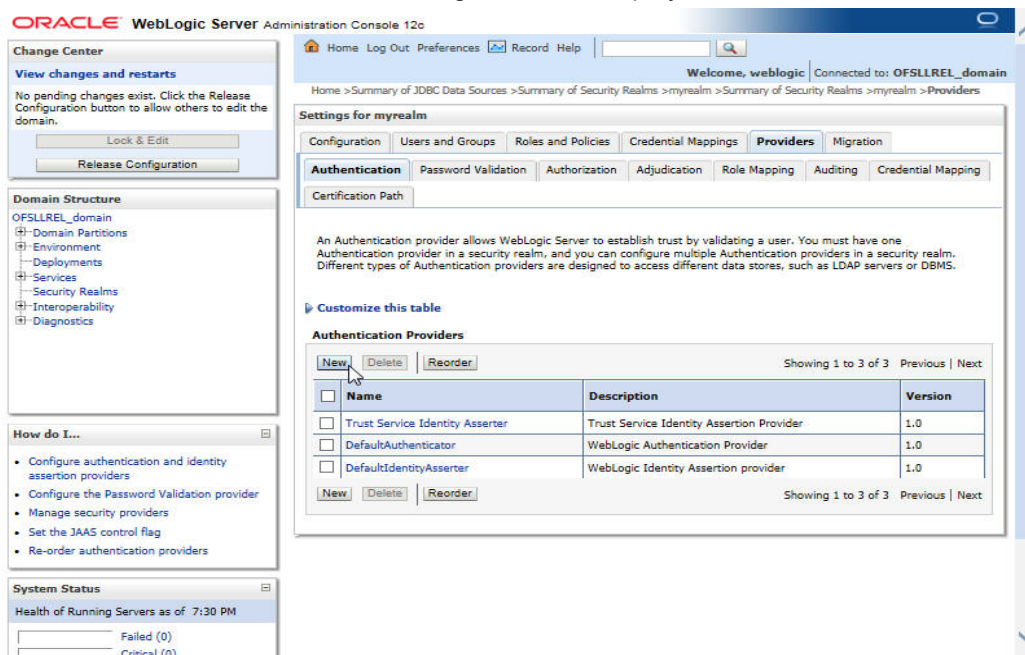 ORACLE WebLogic Server Administration Console 12c
Change Center
View changes and restarts
No pending changes exist. Click the Release
Configuration button to allow others to edit the
domain.
Lock & Edit
Release Configuration
Domain Structure
OFSLLREL_domain
Domain Partitions
Environment
Deployments
Services
Security Realms
Interoperability
Diagnostics
How do I...
Configure authentication and identity
assertion providers
Configure the Password Validation provider
Manage security providers
Set the JAAS control flag
Re-order authentication providers
System Status
Health of Running Servers as of 7:30 PM
Failed (0)
Critical (0)
Home Log Out Preferences Record Help
Welcome, weblogic Connected to: OFSLLREL_domain
Home >Summary of JDBC Data Sources >Summary of Security Realms >myrealm >Summary of Security Realms >myrealm >Providers
Settings for myrealm
Configuration Users and Groups Roles and Policies Credential Mappings Providers Migration
Authentication Password Validation Authorization Adjudication Role Mapping Auditing Credential Mapping
Certification Path
An Authentication provider allows WebLogic Server to establish trust by validating a user. You must have one
Authentication provider in a security realm, and you can configure multiple Authentication providers in a security realm.
Different types of Authentication providers are designed to access different data stores, such as LDAP servers or DBMS.
Customize this table
Authentication Providers
New Delete Reorder Showing 1 to 3 of 3 Previous | Next
Name Description Version
Trust Service Identity Asserter Trust Service Identity Assertion Provider 1.0
DefaultAuthenticator WebLogic Authentication Provider 1.0
DefaultIdentityAsserter WebLogic Identity Assertion provider 1.0
New Delete Reorder Showing 1 to 3 of 3 Previous | Next